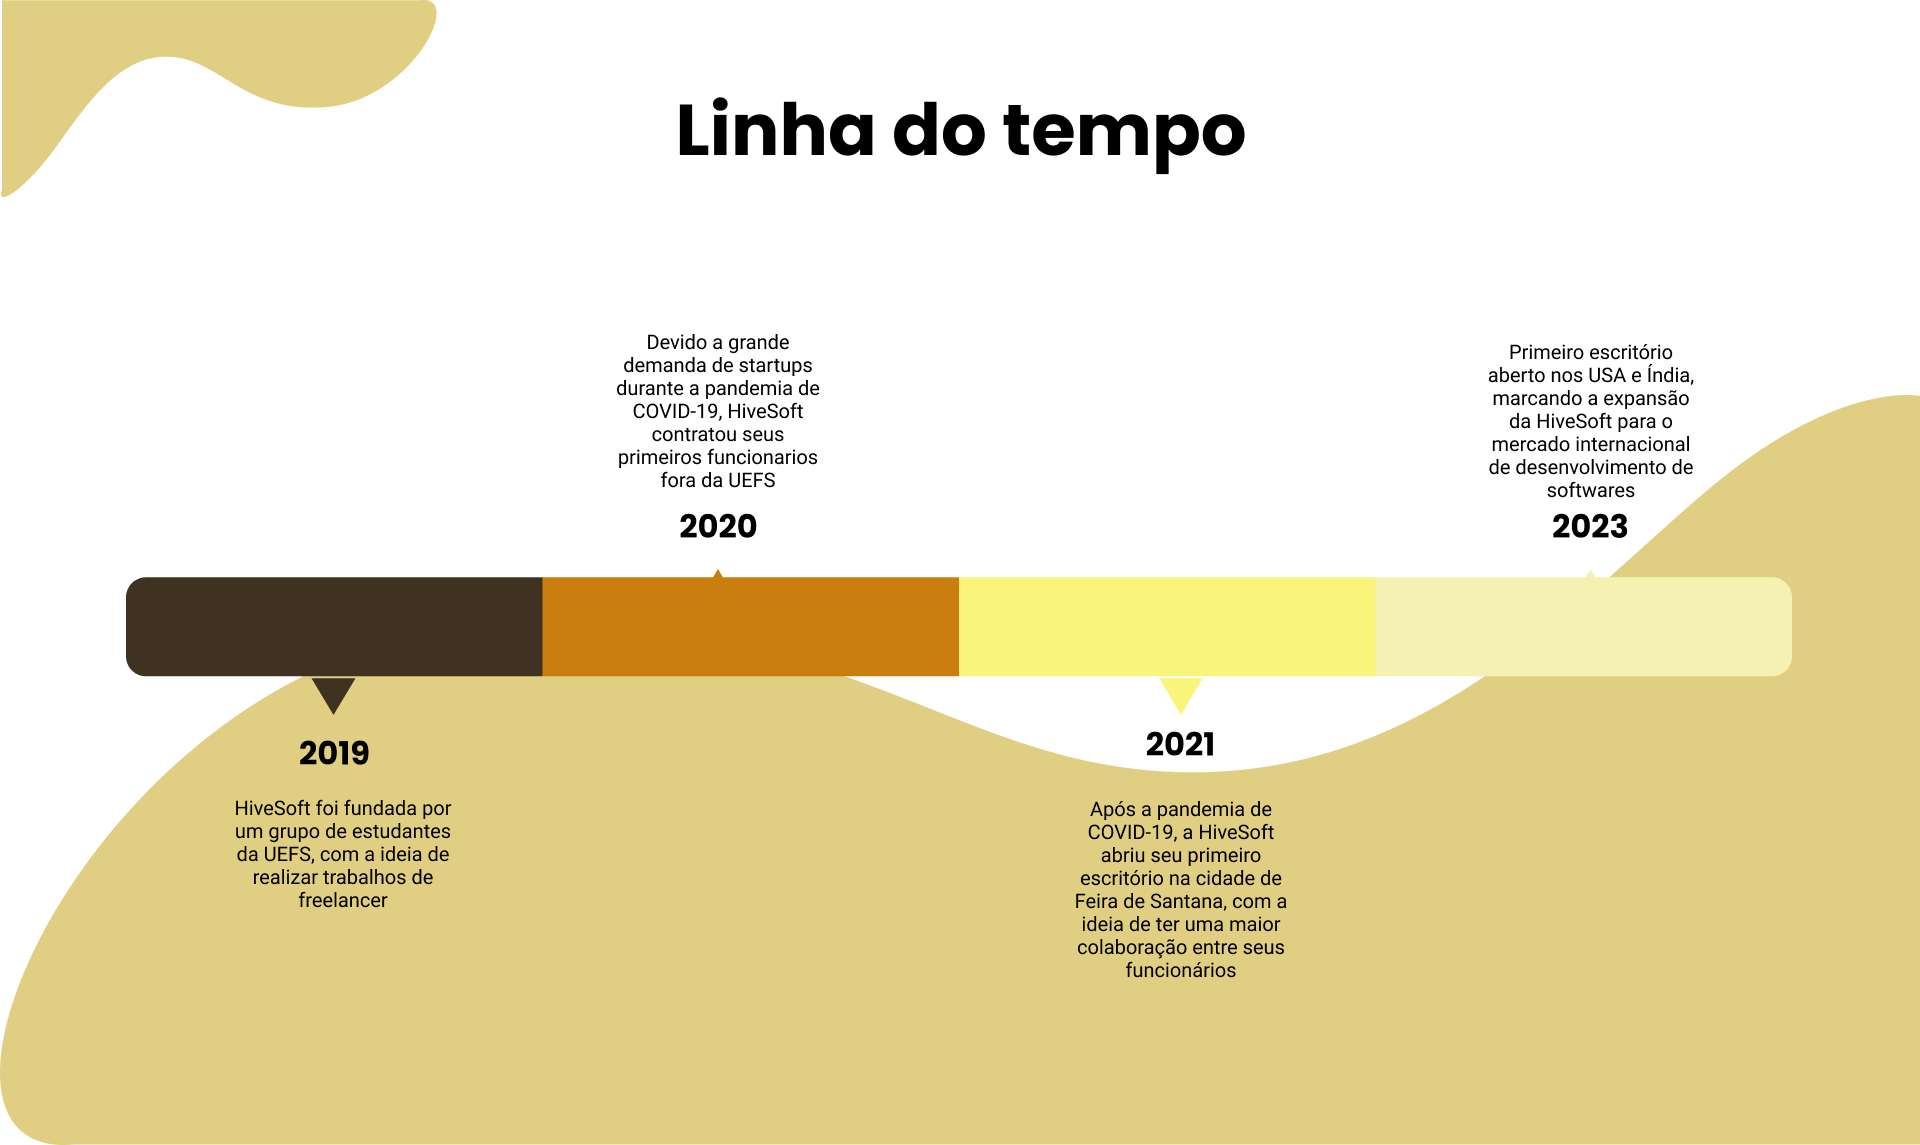 Linha do tempo
Devido a grande
demanda de startups
durante a pandemia de
COVID-19, HiveSoft
contratou seus
primeiros funcionarios
fora da UEFS
2020
Primeiro escritório
aberto nos USA e Índia,
marcando a expansão
da HiveSoft para o
mercado internacional
de desenvolvimento de
softwares
2023
2019
HiveSoft foi fundada por
um grupo de estudantes
da UEFS, com a ideia de
realizar trabalhos de
freelancer
2021
Após a pandemia de
COVID-19, a HiveSoft
abriu seu primeiro
escritório na cidade de
Feira de Santana, com a
ideia de ter uma maior
colaboração entre seus
funcionários